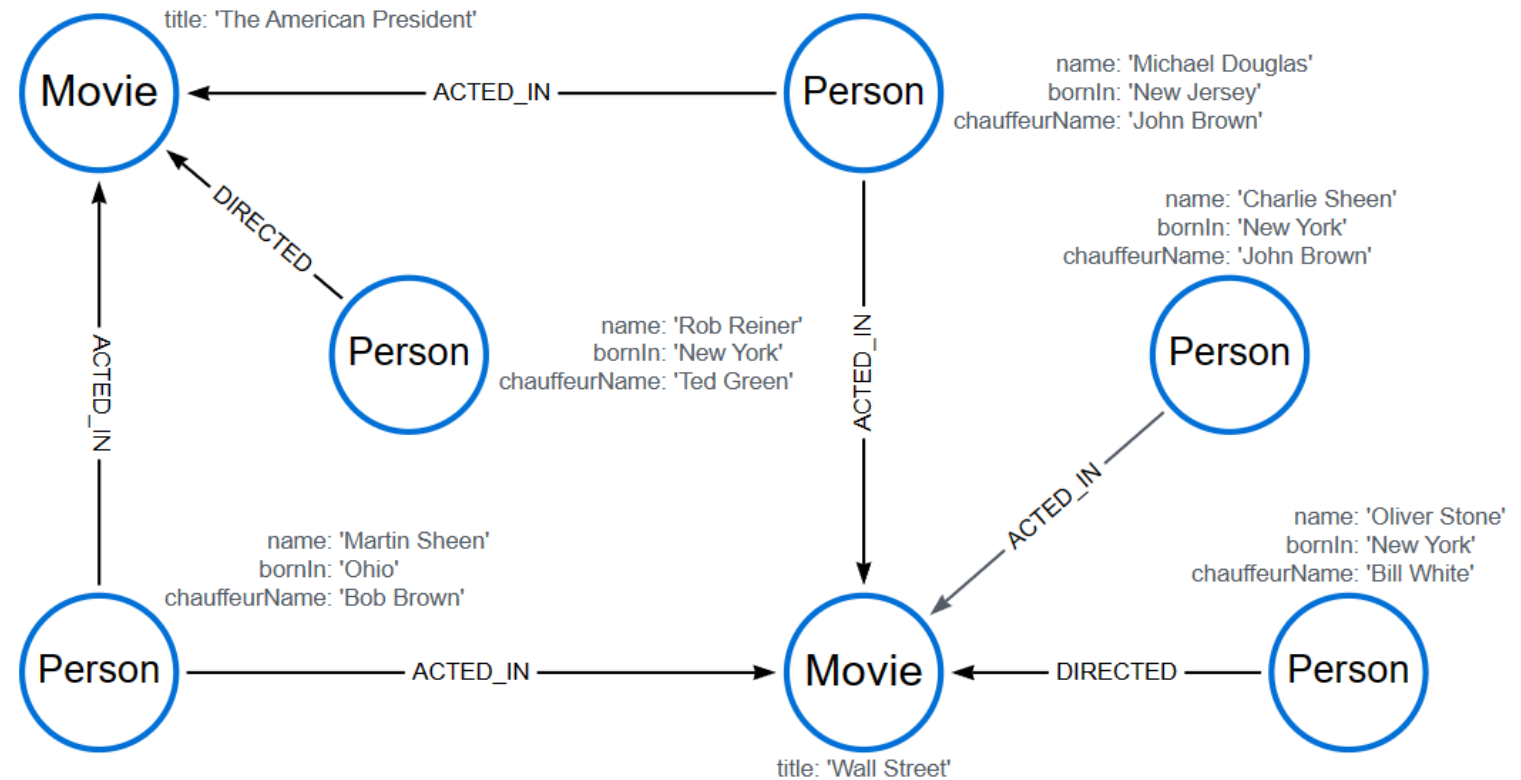 title: 'The American President'
Movie
ACTED_IN
Person
name: 'Michael Douglas'
bornIn: 'New Jersey'
chauffeurName: 'John Brown'
DIRECTED
name: 'Charlie Sheen'
bornIn: 'New York'
chauffeurName: 'John Brown'
ACTED_IN
Person
name: 'Rob Reiner'
bornIn: 'New York'
chauffeurName: 'Ted Green'
ACTED_IN
Person
ACTED_IN
name: 'Martin Sheen'
bornIn: 'Ohio'
chauffeurName: 'Bob Brown'
name: 'Oliver Stone'
bornIn: 'New York'
chauffeurName: 'Bill White'
Person
ACTED_IN
Movie
DIRECTED
Person
title: 'Wall Street'